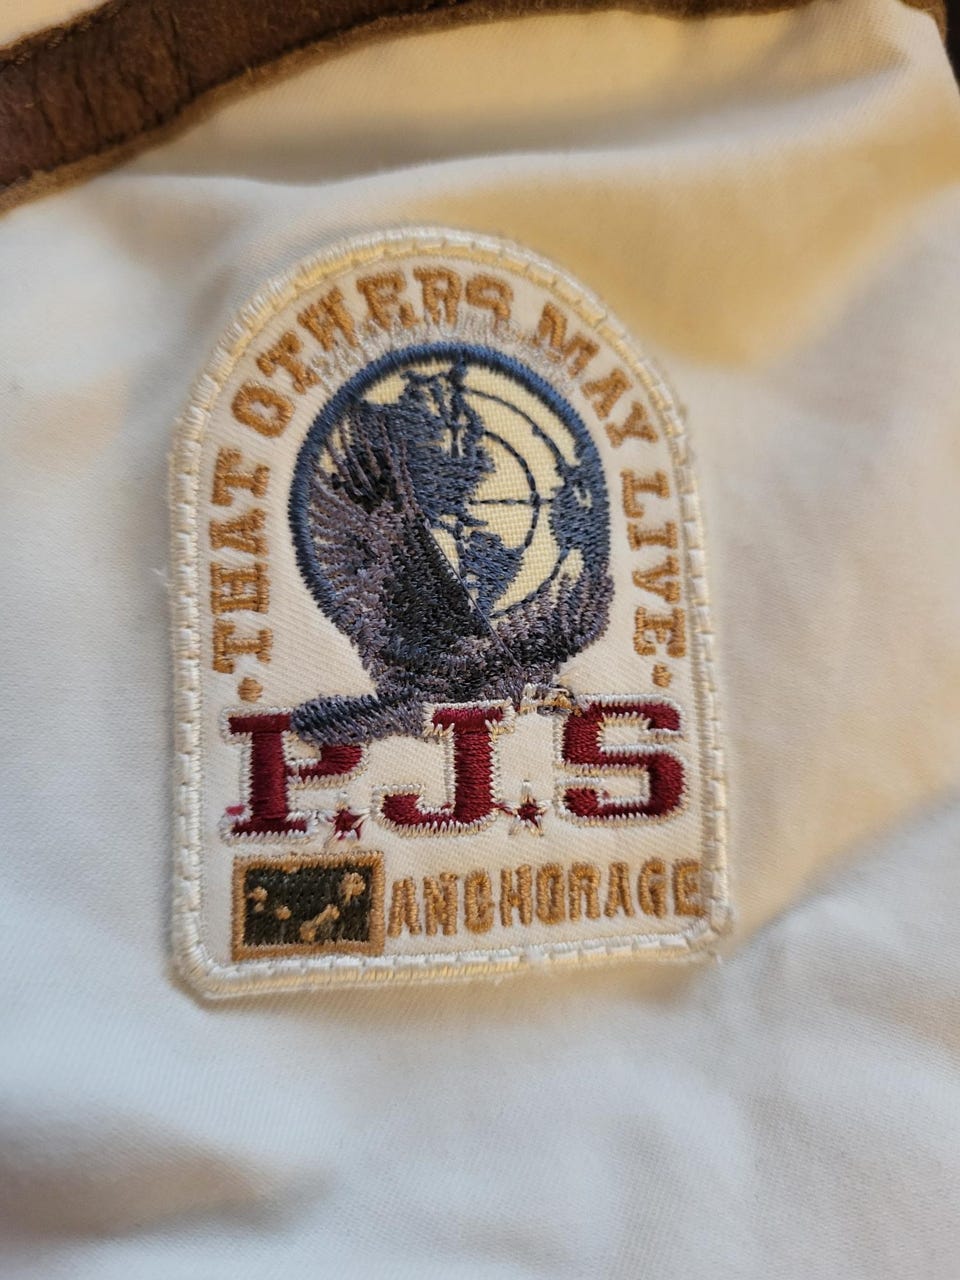 • THAT OTHERS MAY LIVE •
P.J.S
ANCHORAGE